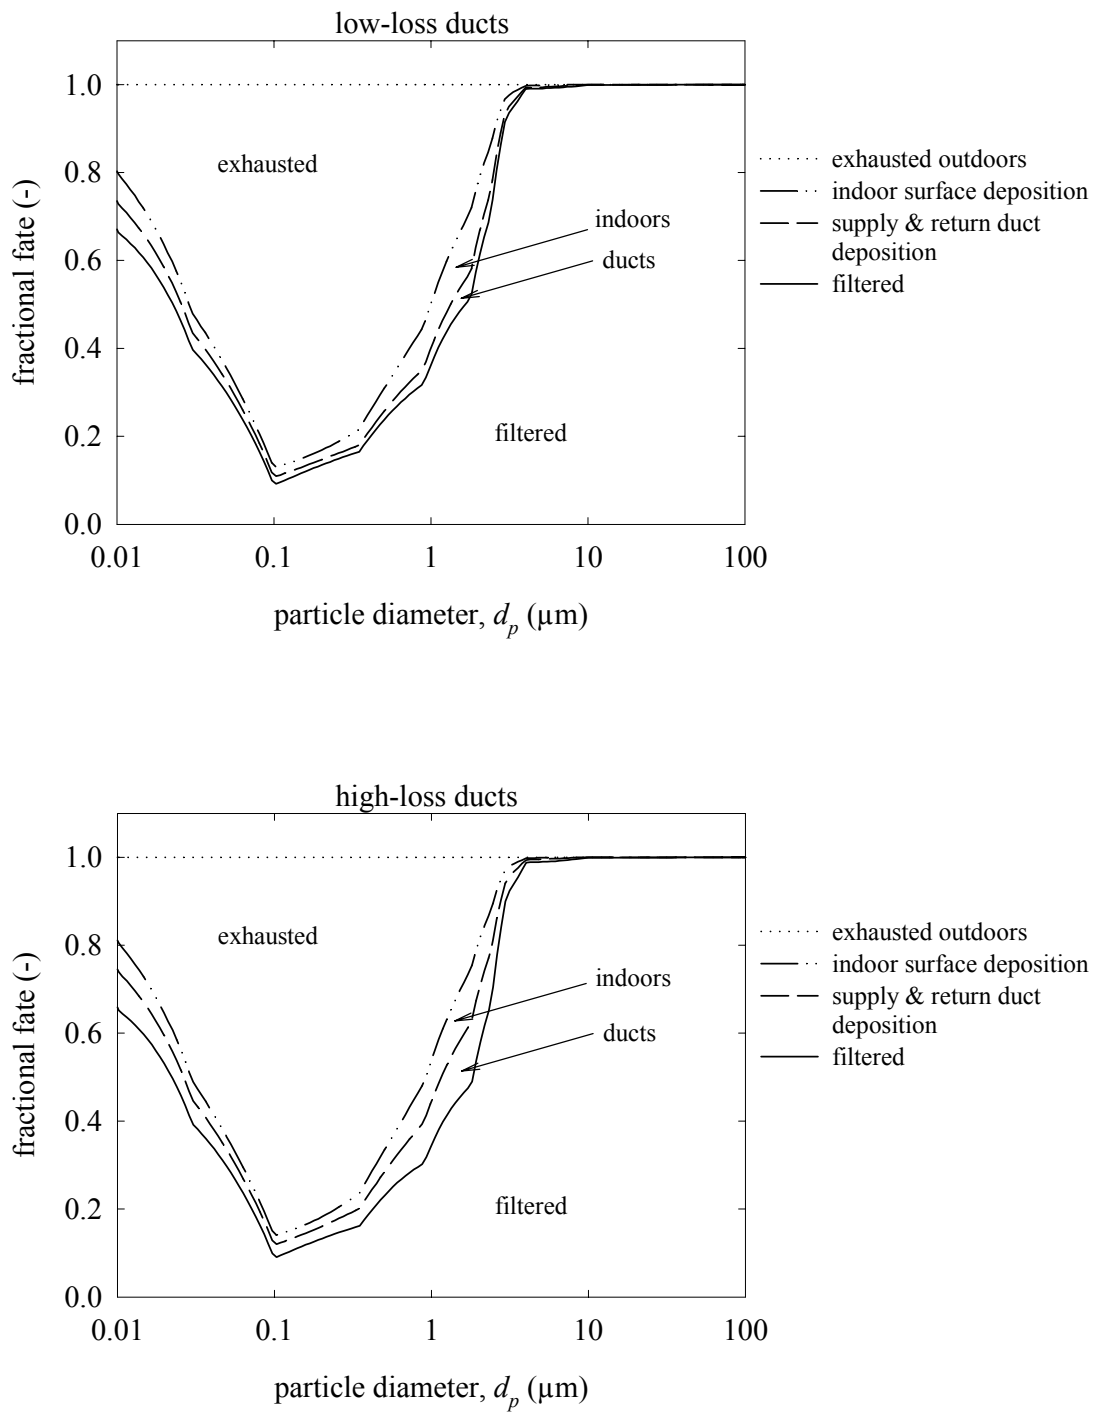 low-loss ducts
1.0
0.8
0.6
0.4
0.2
0.0
fractional fate (-)
exhausted
indoors
ducts
filtered
0.01 0.1 1 10 100
particle diameter, dp (µm)
exhausted outdoors
indoor surface deposition
supply & return duct
deposition
filtered
high-loss ducts
1.0
0.8
0.6
0.4
0.2
0.0
fractional fate (-)
exhausted
indoors
ducts
filtered
0.01 0.1 1 10 100
particle diameter, dp (µm)
exhausted outdoors
indoor surface deposition
supply & return duct
deposition
filtered